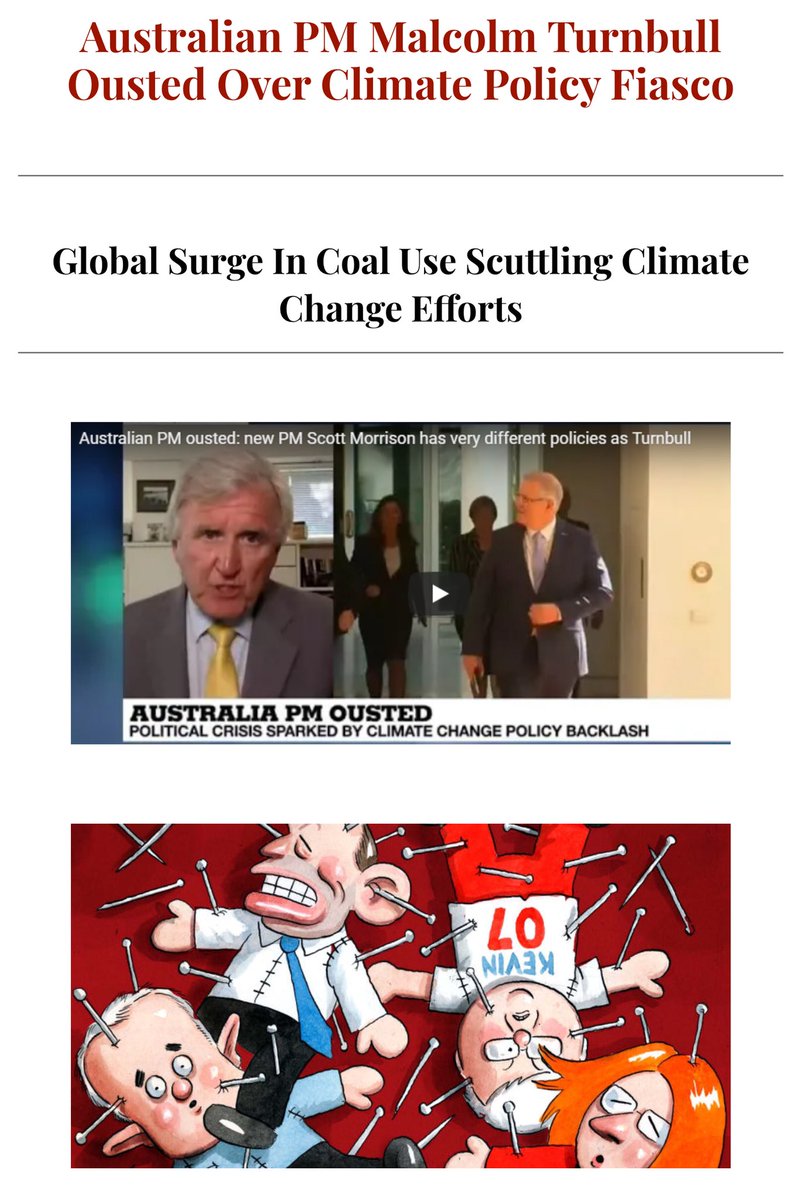 Australian PM Malcolm Turnbull
Ousted Over Climate Policy Fiasco
Global Surge In Coal Use Scuttling Climate
Change Efforts
Australian PM ousted: new PM Scott Morrison has very different policies as Turnbull
AUSTRALIA PM OUSTED
POLITICAL CRISIS SPARKED BY CLIMATE CHANGE POLICY BACKLASH
KEVIN
07